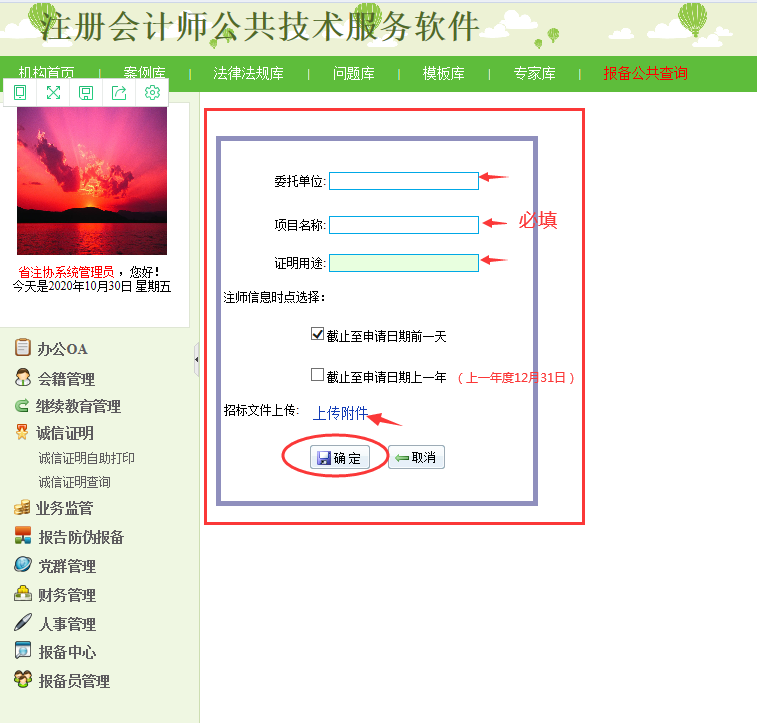 注册会计师公共技术服务软件
机构首页 | 案例库 | 法律法规库 | 问题库 | 模板库 | 专家库 | 报备公共查询
省注协系统管理员 ，您好！
今天是2020年10月30日 星期五
办公OA
会籍管理
继续教育管理
诚信证明
诚信证明自助打印
诚信证明查询
业务监管
报告防伪报备
党群管理
财务管理
人事管理
报备中心
报备员管理
委托单位:
项目名称:
必填
证明用途:
注师信息时点选择:
截止至申请日期前一天
截止至申请日期上一年 （上一年度12月31日）
招标文件上传: 上传附件
确 定 取消